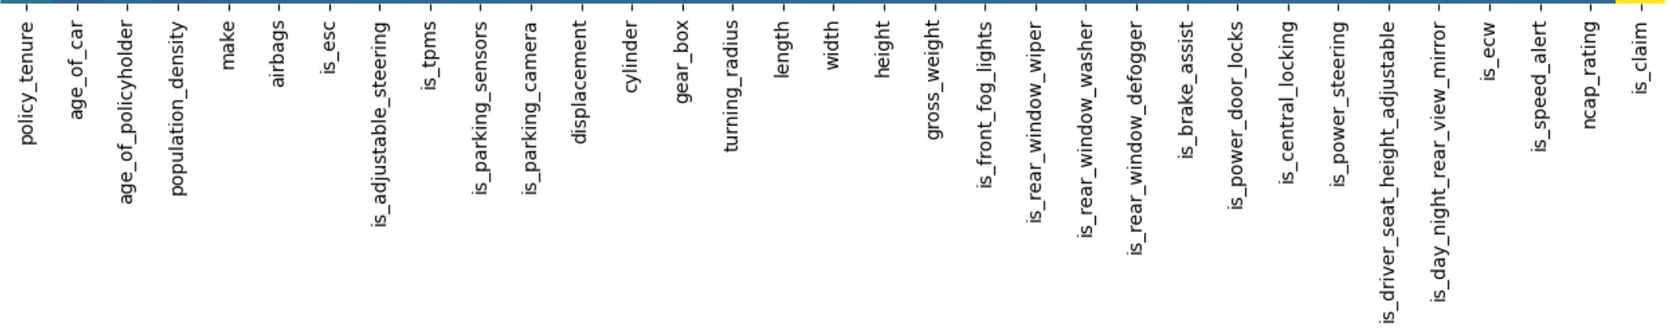 policy_tenure
age_of_car
age_of_policyholder
population_density
make
airbags
is_esc
is_adjustable_steering
is_tpms
is_parking_sensors
is_parking_camera
displacement
cylinder
gear_box
turning_radius
length
width
height
gross_weight
is_front_fog_lights
is_rear_window_wiper
is_rear_window_washer
is_rear_window_defogger
is_brake_assist
is_power_door_locks
is_central_locking
is_power_steering
is_driver_seat_height_adjustable
is_day_night_rear_view_mirror
is_ecw
is_speed_alert
ncap_rating
is_claim